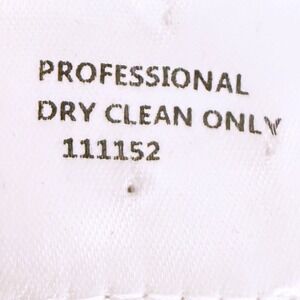 PROFESSIONAL
DRY CLEAN ONLY
111152